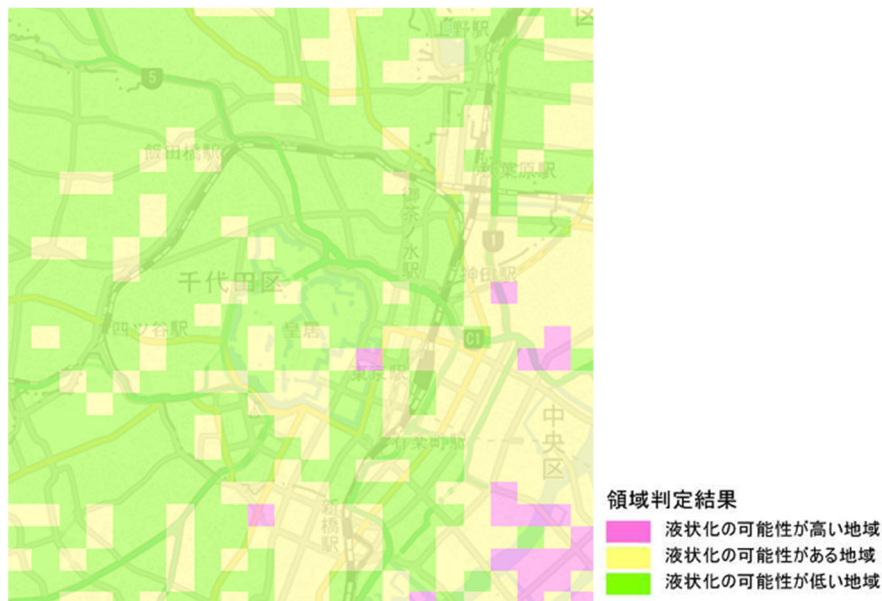 上野駅
区
5
飯田橋駅
秋葉原駅
御茶ノ水駅
1
神田駅
千代田区
四ツ谷駅
皇居
C1
東京駅
中央区
有楽町駅
新橋駅
領域判定結果
液状化の可能性が高い地域
液状化の可能性がある地域
液状化の可能性が低い地域